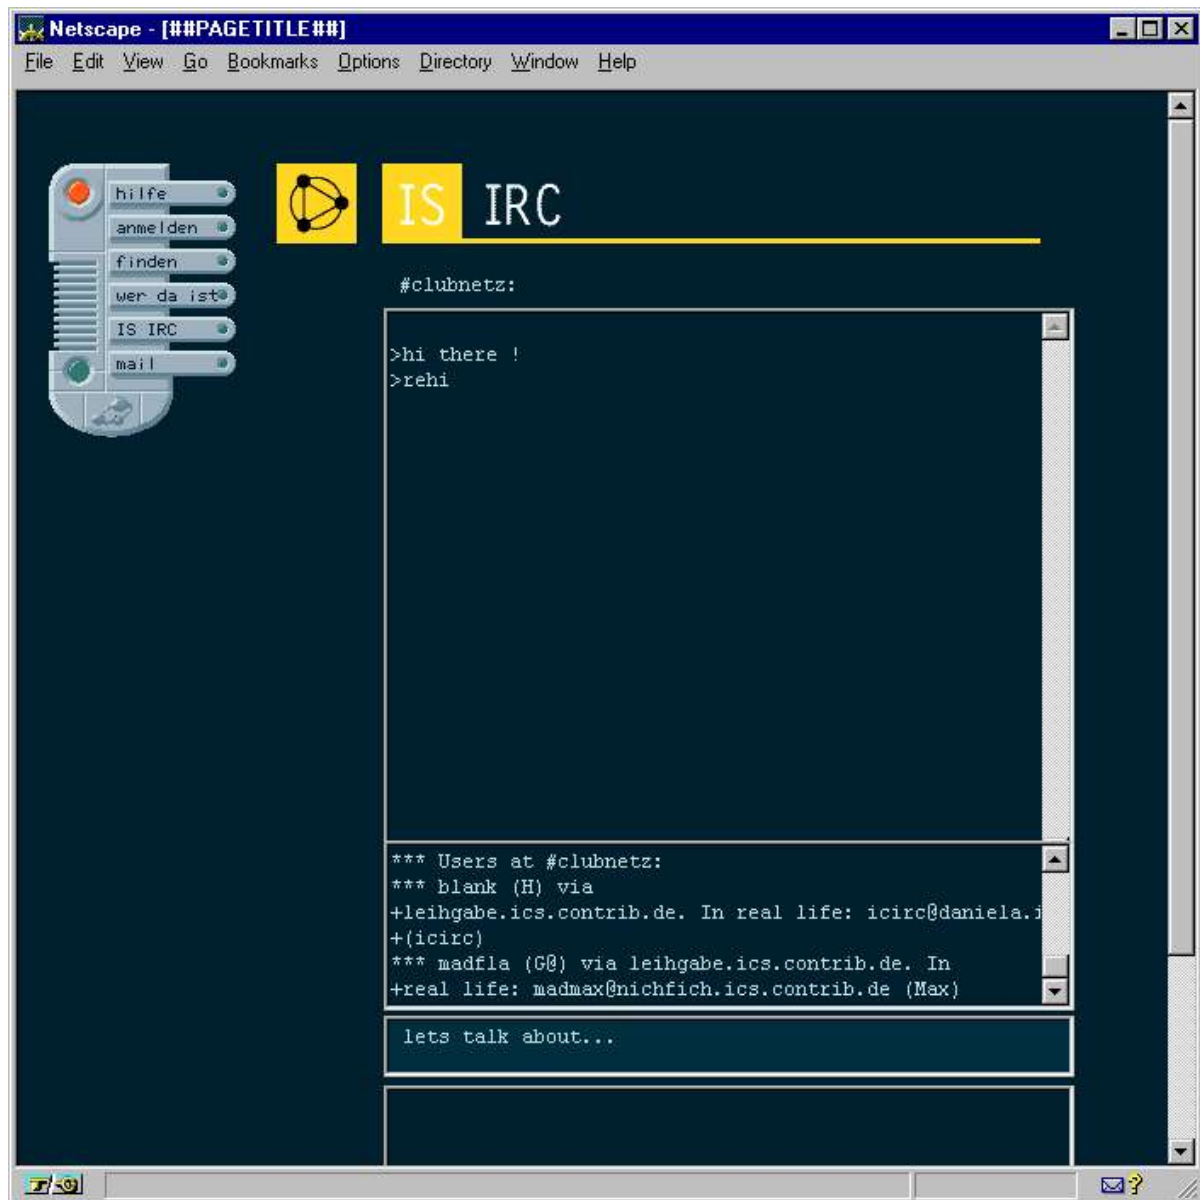 Netscape - [##PAGETITLE##]
File Edit View Go Bookmarks Options Directory Window Help
hilfe
anmelden
finden
wer da ist
IS IRC
mail
IS IRC
#clubnetz:
>hi there !
>rehi
*** Users at #clubnetz:
*** blank (H) via
+leihgabe.ics.contrib.de. In real life: icirc@daniela.i
+(icirc)
*** madfla (G@) via leihgabe.ics.contrib.de. In
+real life: madmax@nichfich.ics.contrib.de (Max)
lets talk about...